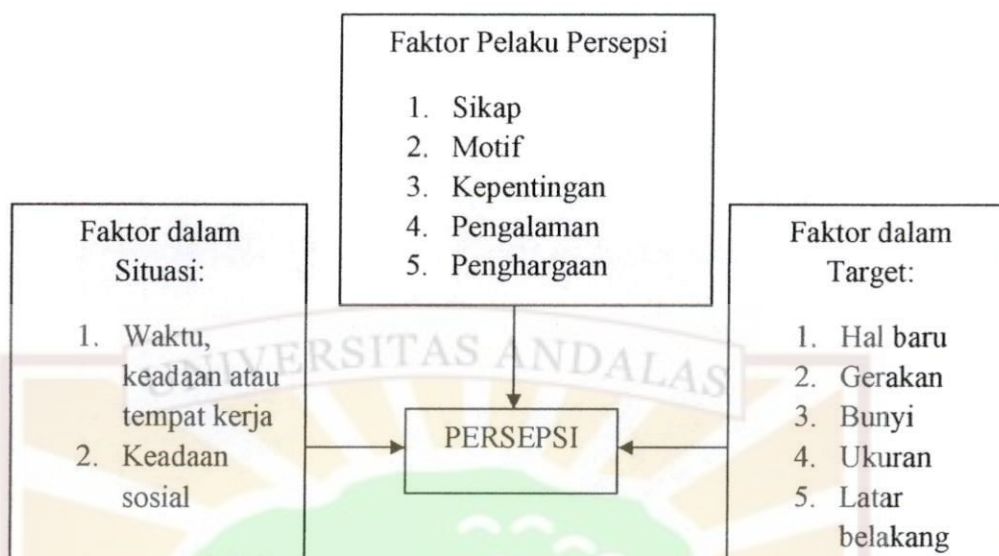 Faktor Pelaku Persepsi
1. Sikap
2. Motif
3. Kepentingan
4. Pengalaman
5. Penghargaan
Faktor dalam
Situasi:
1. Waktu,
keadaan atau
tempat kerja
2. Keadaan
sosial
UNIVERSITAS ANDALAS
PERSEPSI
Faktor dalam
Target:
1. Hal baru
2. Gerakan
3. Bunyi
4. Ukuran
5. Latar
belakang